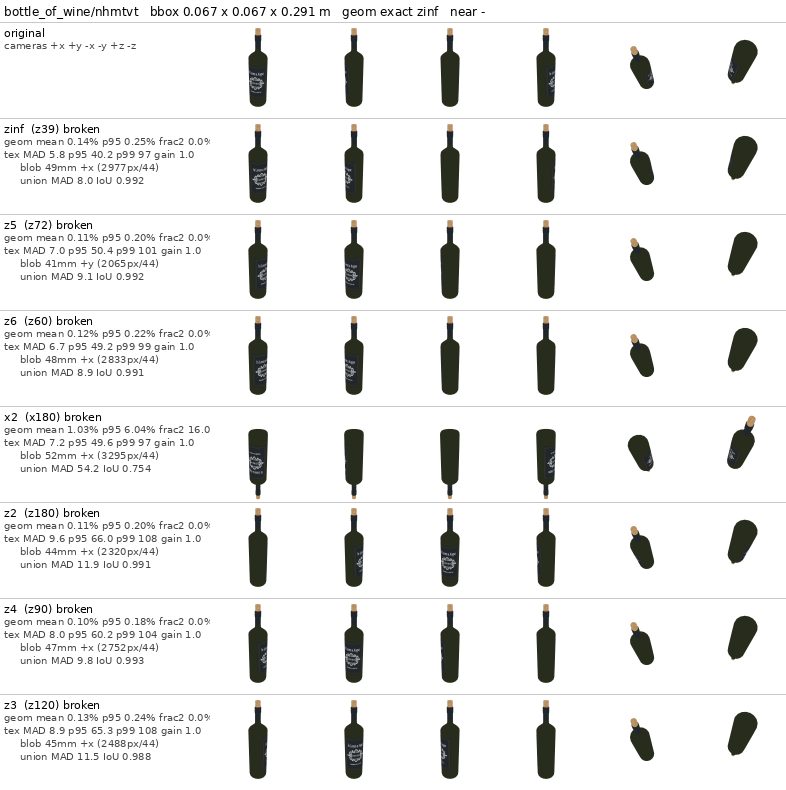 bottle_of_wine/nhmtvt bbox 0.067 x 0.067 x 0.291 m geom exact zinf near -
original
cameras +x +y -x -y +z -z
zinf (z39) broken
geom mean 0.14% p95 0.25% frac2 0.0%
tex MAD 5.8 p95 40.2 p99 97 gain 1.0
blob 49mm +x (2977px/44)
union MAD 8.0 IoU 0.992
z5 (z72) broken
geom mean 0.11% p95 0.20% frac2 0.0%
tex MAD 7.0 p95 50.4 p99 101 gain 1.0
blob 41mm +y (2065px/44)
union MAD 9.1 IoU 0.992
z6 (z60) broken
geom mean 0.12% p95 0.22% frac2 0.0%
tex MAD 6.7 p95 49.2 p99 99 gain 1.0
blob 48mm +x (2833px/44)
union MAD 8.9 IoU 0.991
x2 (x180) broken
geom mean 1.03% p95 6.04% frac2 16.0
tex MAD 7.2 p95 49.6 p99 97 gain 1.0
blob 52mm +x (3295px/44)
union MAD 54.2 IoU 0.754
z2 (z180) broken
geom mean 0.11% p95 0.20% frac2 0.0%
tex MAD 9.6 p95 66.0 p99 108 gain 1.0
blob 44mm +x (2320px/44)
union MAD 11.9 IoU 0.991
z4 (z90) broken
geom mean 0.10% p95 0.18% frac2 0.0%
tex MAD 8.0 p95 60.2 p99 104 gain 1.0
blob 47mm +x (2752px/44)
union MAD 9.8 IoU 0.993
z3 (z120) broken
geom mean 0.13% p95 0.24% frac2 0.0%
tex MAD 8.9 p95 65.3 p99 108 gain 1.0
blob 45mm +x (2488px/44)
union MAD 11.5 IoU 0.988